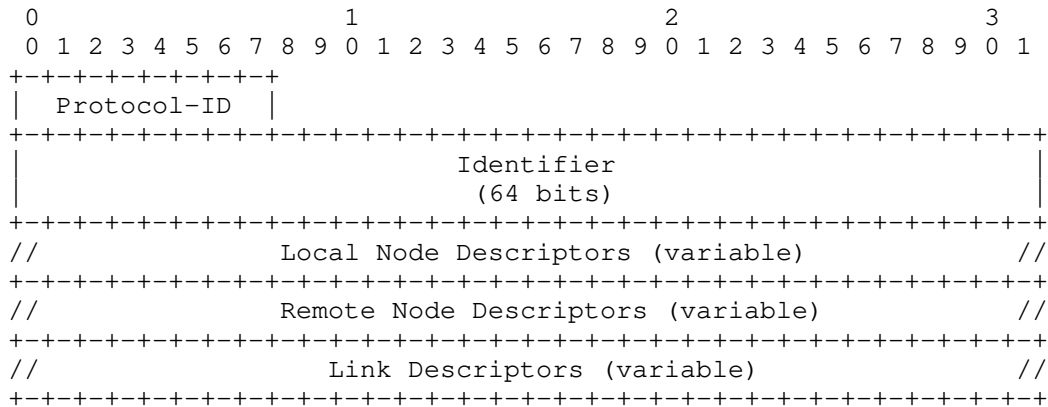 0                   1                   2                   3
 0 1 2 3 4 5 6 7 8 9 0 1 2 3 4 5 6 7 8 9 0 1 2 3 4 5 6 7 8 9 0 1
+-+-+-+-+-+-+-+-+
|  Protocol-ID  |
+-+-+-+-+-+-+-+-+-+-+-+-+-+-+-+-+-+-+-+-+-+-+-+-+-+-+-+-+-+-+-+-+
|                           Identifier                          |
|                            (64 bits)                          |
+-+-+-+-+-+-+-+-+-+-+-+-+-+-+-+-+-+-+-+-+-+-+-+-+-+-+-+-+-+-+-+-+
//               Local Node Descriptors (variable)             //
+-+-+-+-+-+-+-+-+-+-+-+-+-+-+-+-+-+-+-+-+-+-+-+-+-+-+-+-+-+-+-+-+
//               Remote Node Descriptors (variable)            //
+-+-+-+-+-+-+-+-+-+-+-+-+-+-+-+-+-+-+-+-+-+-+-+-+-+-+-+-+-+-+-+-+
//                  Link Descriptors (variable)                //
+-+-+-+-+-+-+-+-+-+-+-+-+-+-+-+-+-+-+-+-+-+-+-+-+-+-+-+-+-+-+-+-+